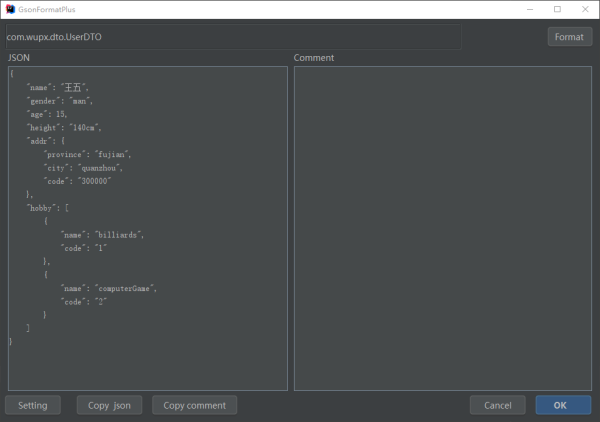 GsonFormatPlus
com.wupx.dto.UserDTO
Format
JSON
Comment
{
    "name": "王五",
    "gender": "man",
    "age": 15,
    "height": "140cm",
    "addr": {
        "province": "fujian",
        "city": "quanzhou",
        "code": "300000"
    },
    "hobby": [
        {
            "name": "billiards",
            "code": "1"
        },
        {
            "name": "computerGame",
            "code": "2"
        }
    ]
}
Setting
Copy json
Copy comment
Cancel
OK